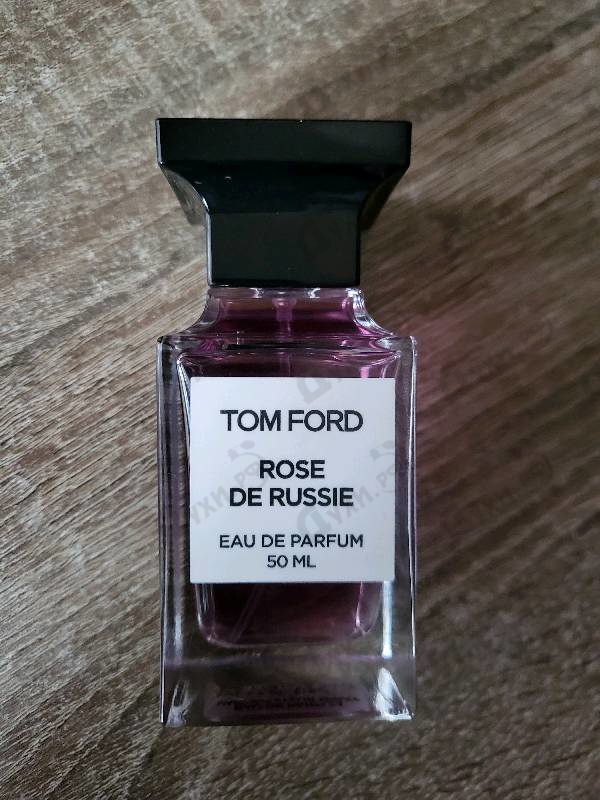 TOM FORD
ROSE
DE RUSSIE
EAU DE PARFUM
50 ML